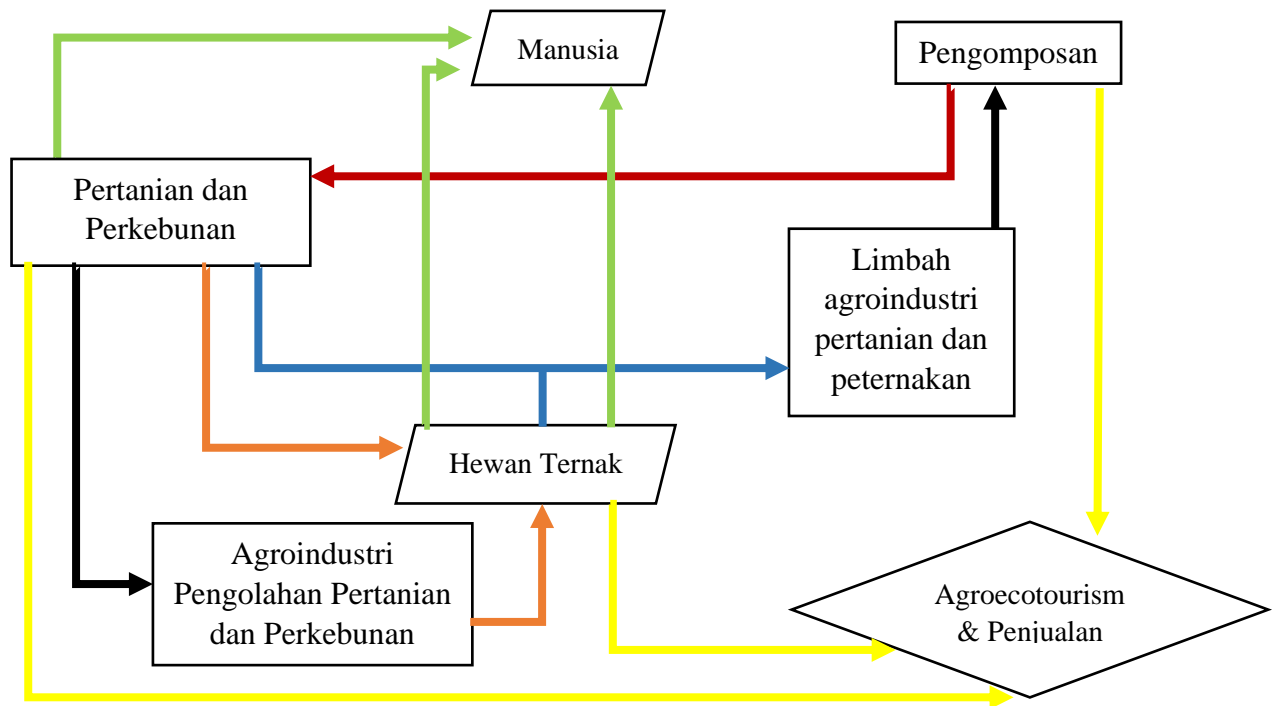 Manusia
Pengomposan
Pertanian dan
Perkebunan
Limbah
agroindustri
pertanian dan
peternakan
Hewan Ternak
Agroindustri
Pengolahan Pertanian
dan Perkebunan
Agroecotourism
& Penjualan